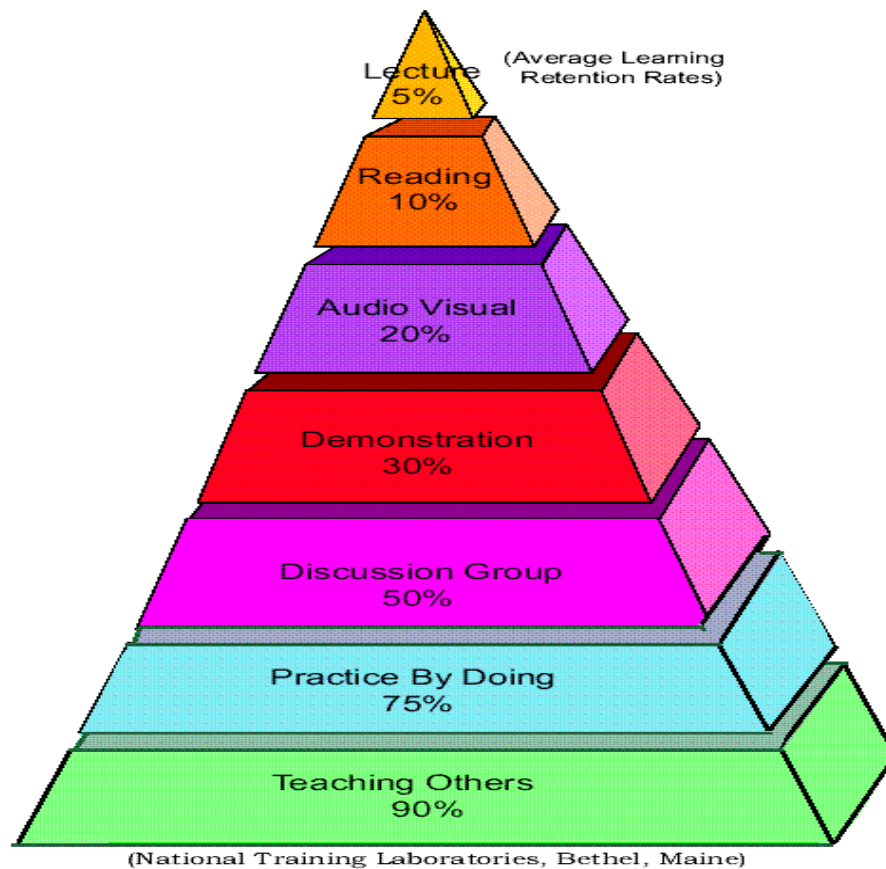 Lecture
5%
(Average Learning
Retention Rates)
Reading
10%
Audio Visual
20%
Demonstration
30%
Discussion Group
50%
Practice By Doing
75%
Teaching Others
90%
(National Training Laboratories, Bethel, Maine)